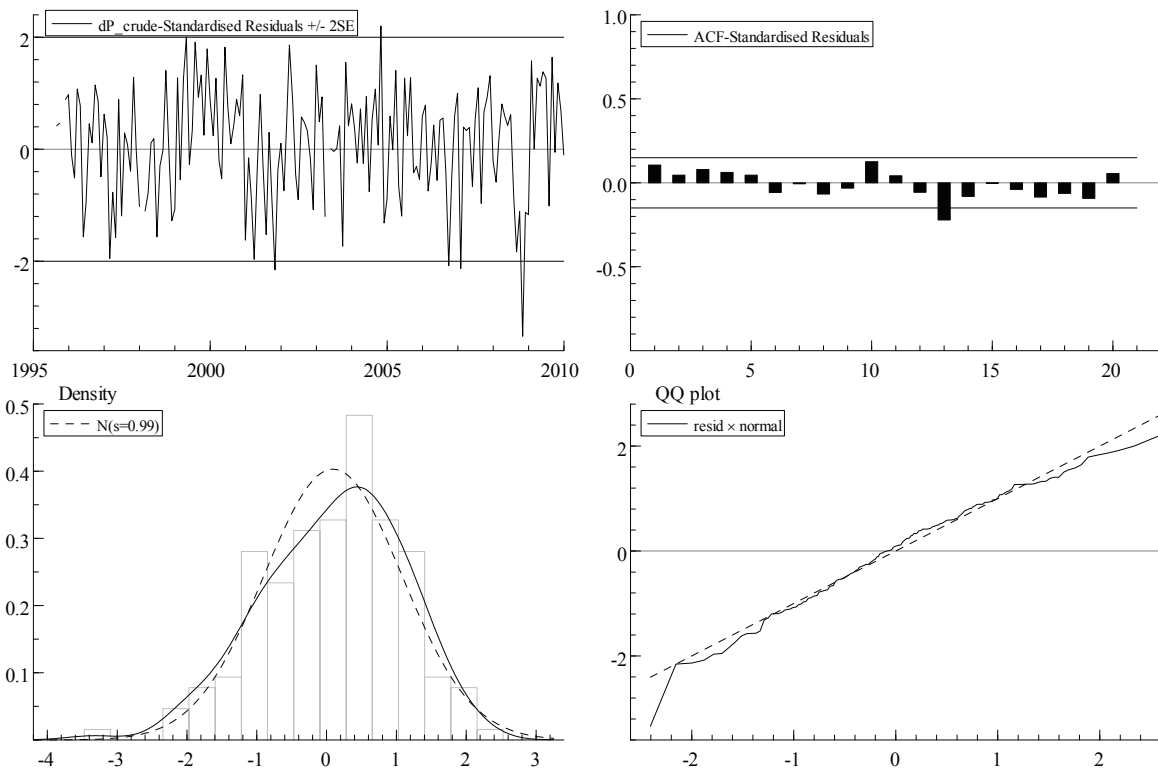 dP_crude-Standardised Residuals +/- 2SE
2
0
-2
1995 2000 2005 2010
1.0
ACF-Standardised Residuals
0.5
0.0
-0.5
0 5 10 15 20
Density
0.5
N(s=0.99)
0.4
0.3
0.2
0.1
-4 -3 -2 -1 0 1 2 3
QQ plot
resid × normal
2
0
-2
-2 -1 0 1 2